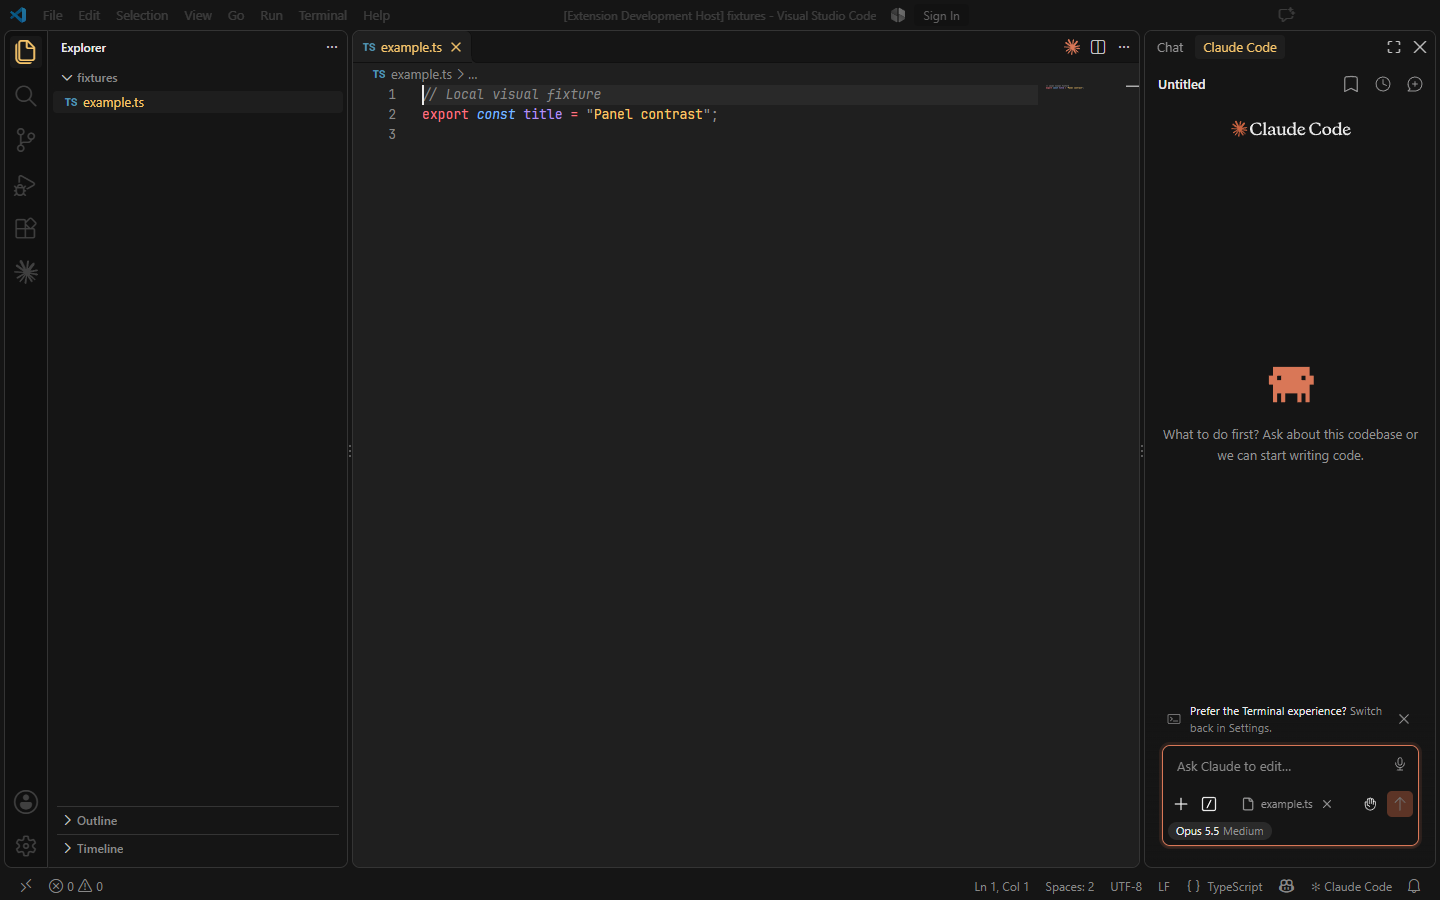 File Edit Selection View Go Run Terminal Help
[Extension Development Host] fixtures - Visual Studio Code
Sign In
Explorer
fixtures
TS example.ts
Outline
Timeline
TS example.ts
TS example.ts > ...
1 // Local visual fixture
2 export const title = "Panel contrast";
3
Chat Claude Code
Untitled
Claude Code
What to do first? Ask about this codebase or
we can start writing code.
Prefer the Terminal experience? Switch
back in Settings.
Ask Claude to edit...
example.ts
Opus 5.5 Medium
0 0
Ln 1, Col 1 Spaces: 2 UTF-8 LF { } TypeScript Claude Code